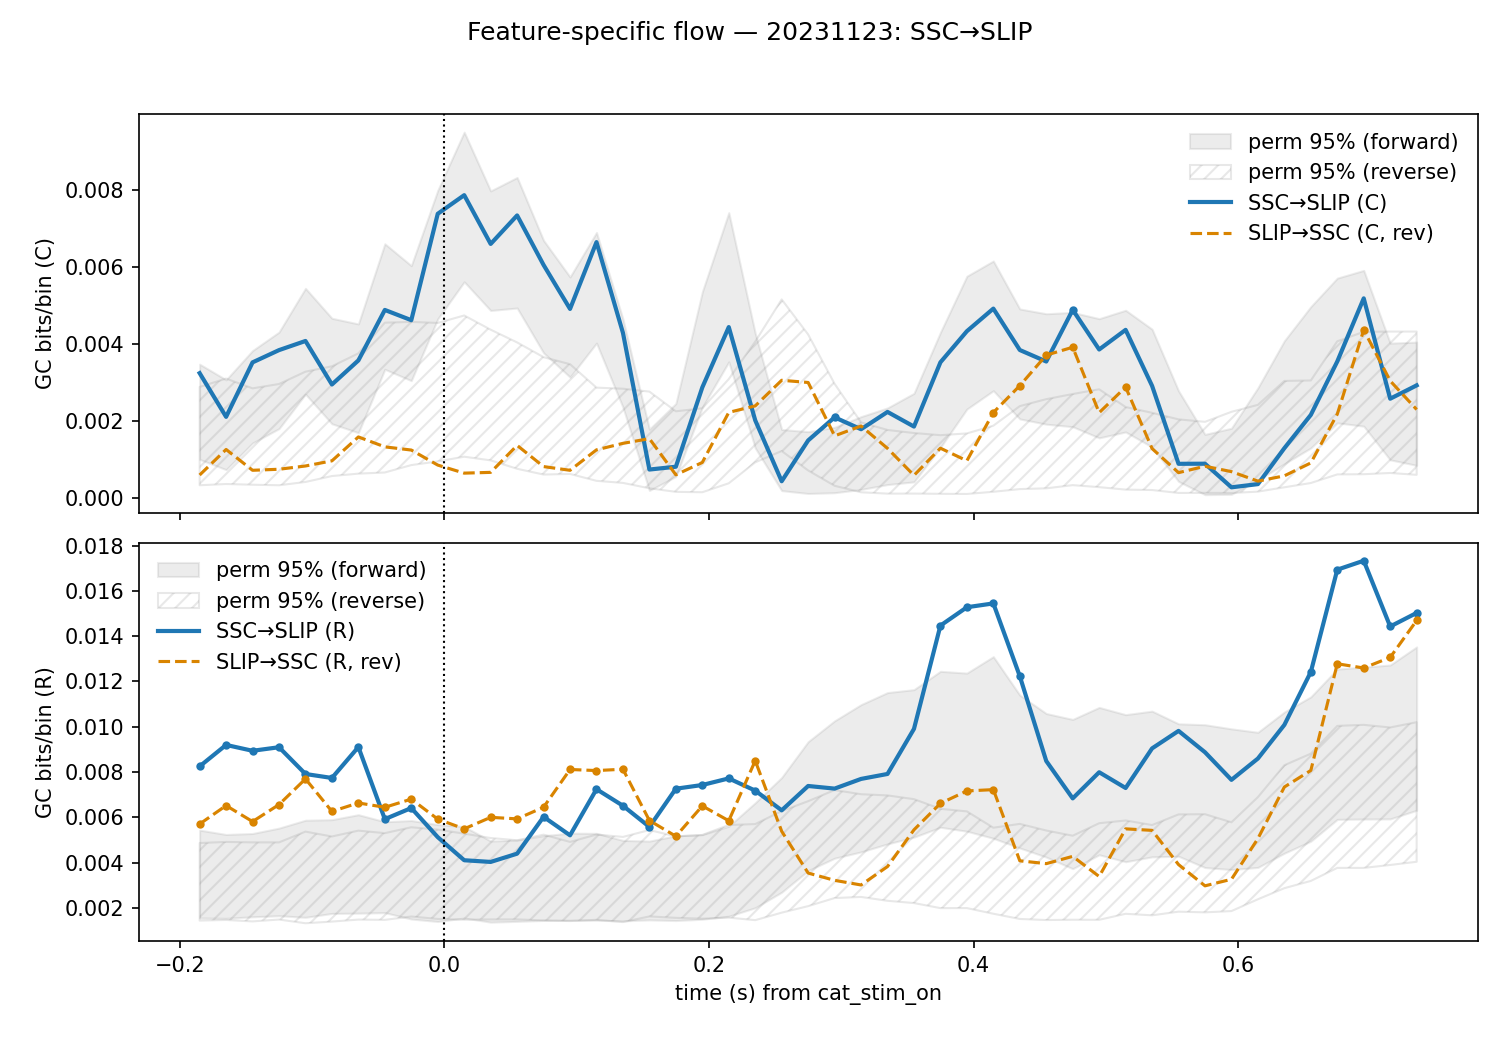 Feature-specific flow — 20231123: SSC→SLIP
GC bits/bin (C)
0.008
0.006
0.004
0.002
0.000
perm 95% (forward)
perm 95% (reverse)
SSC→SLIP (C)
SLIP→SSC (C, rev)
GC bits/bin (R)
0.018
0.016
0.014
0.012
0.010
0.008
0.006
0.004
0.002
perm 95% (forward)
perm 95% (reverse)
SSC→SLIP (R)
SLIP→SSC (R, rev)
−0.2 0.0 0.2 0.4 0.6
time (s) from cat_stim_on